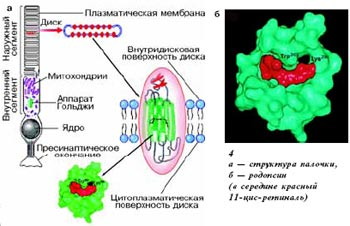 а
Плазматическая мембрана
Диск
Наружный
сегмент
Внутридисковая
поверхность диска
Внутренний
сегмент
Митохондрии
Аппарат
Гольджи
Ядро
Пресинаптическое
окончание
Цитоплазматическая
поверхность диска
б
4
а — структура палочки,
б — родопсин
(в середине красный
11-цис-ретиналь)